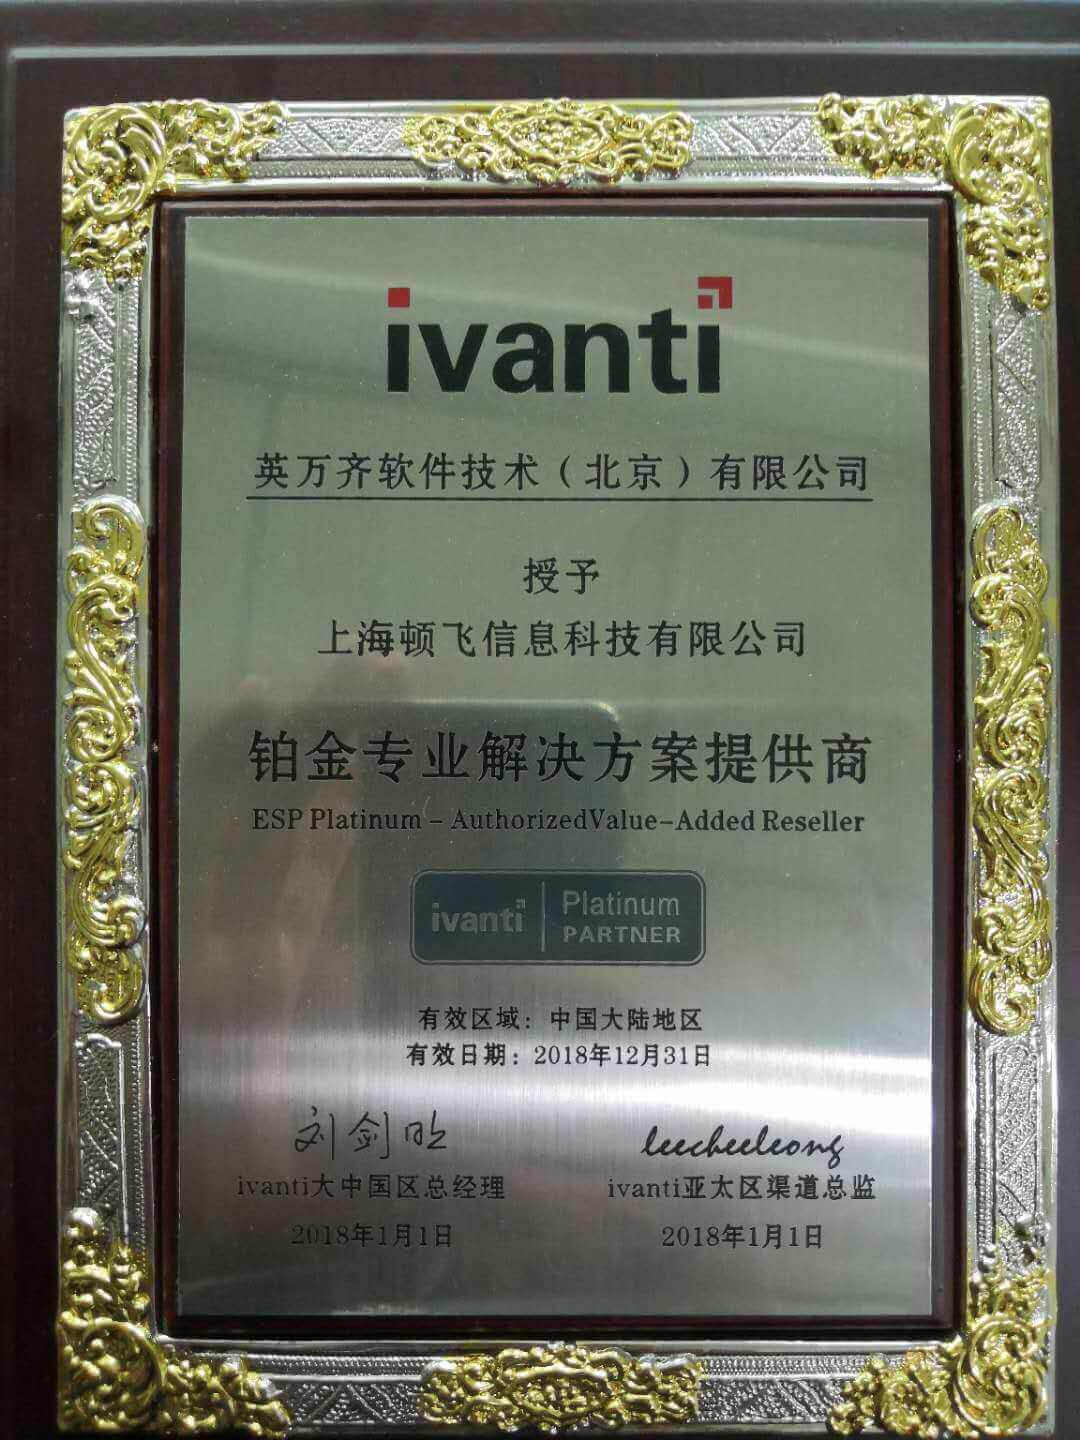 ivanti
英万齐软件技术（北京）有限公司
授予
上海顿飞信息科技有限公司
铂金专业解决方案提供商
ESP Platinum - AuthorizedValue-Added Reseller
ivanti Platinum
PARTNER
有效区域：中国大陆地区
有效日期：2018年12月31日
刘剑 leecheeleong
ivanti大中国区总经理 ivanti亚太区渠道总监
2018年1月1日 2018年1月1日